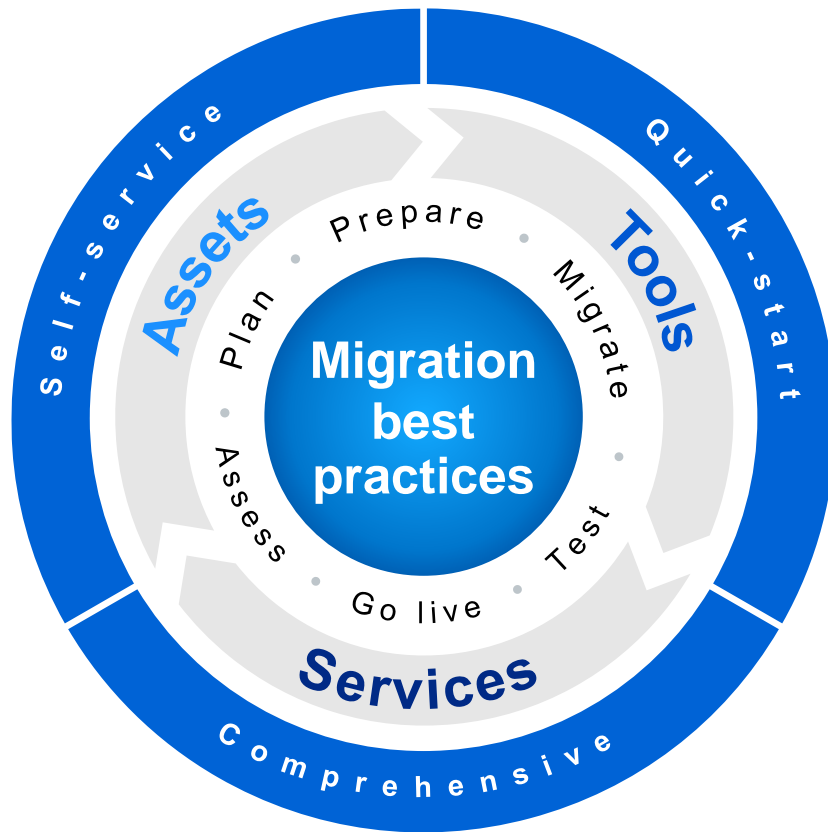 Self-service
Quick-start
Comprehensive
Assets
Tools
Services
Assess
Plan
Prepare
Migrate
Test
Go live
Migration
best
practices